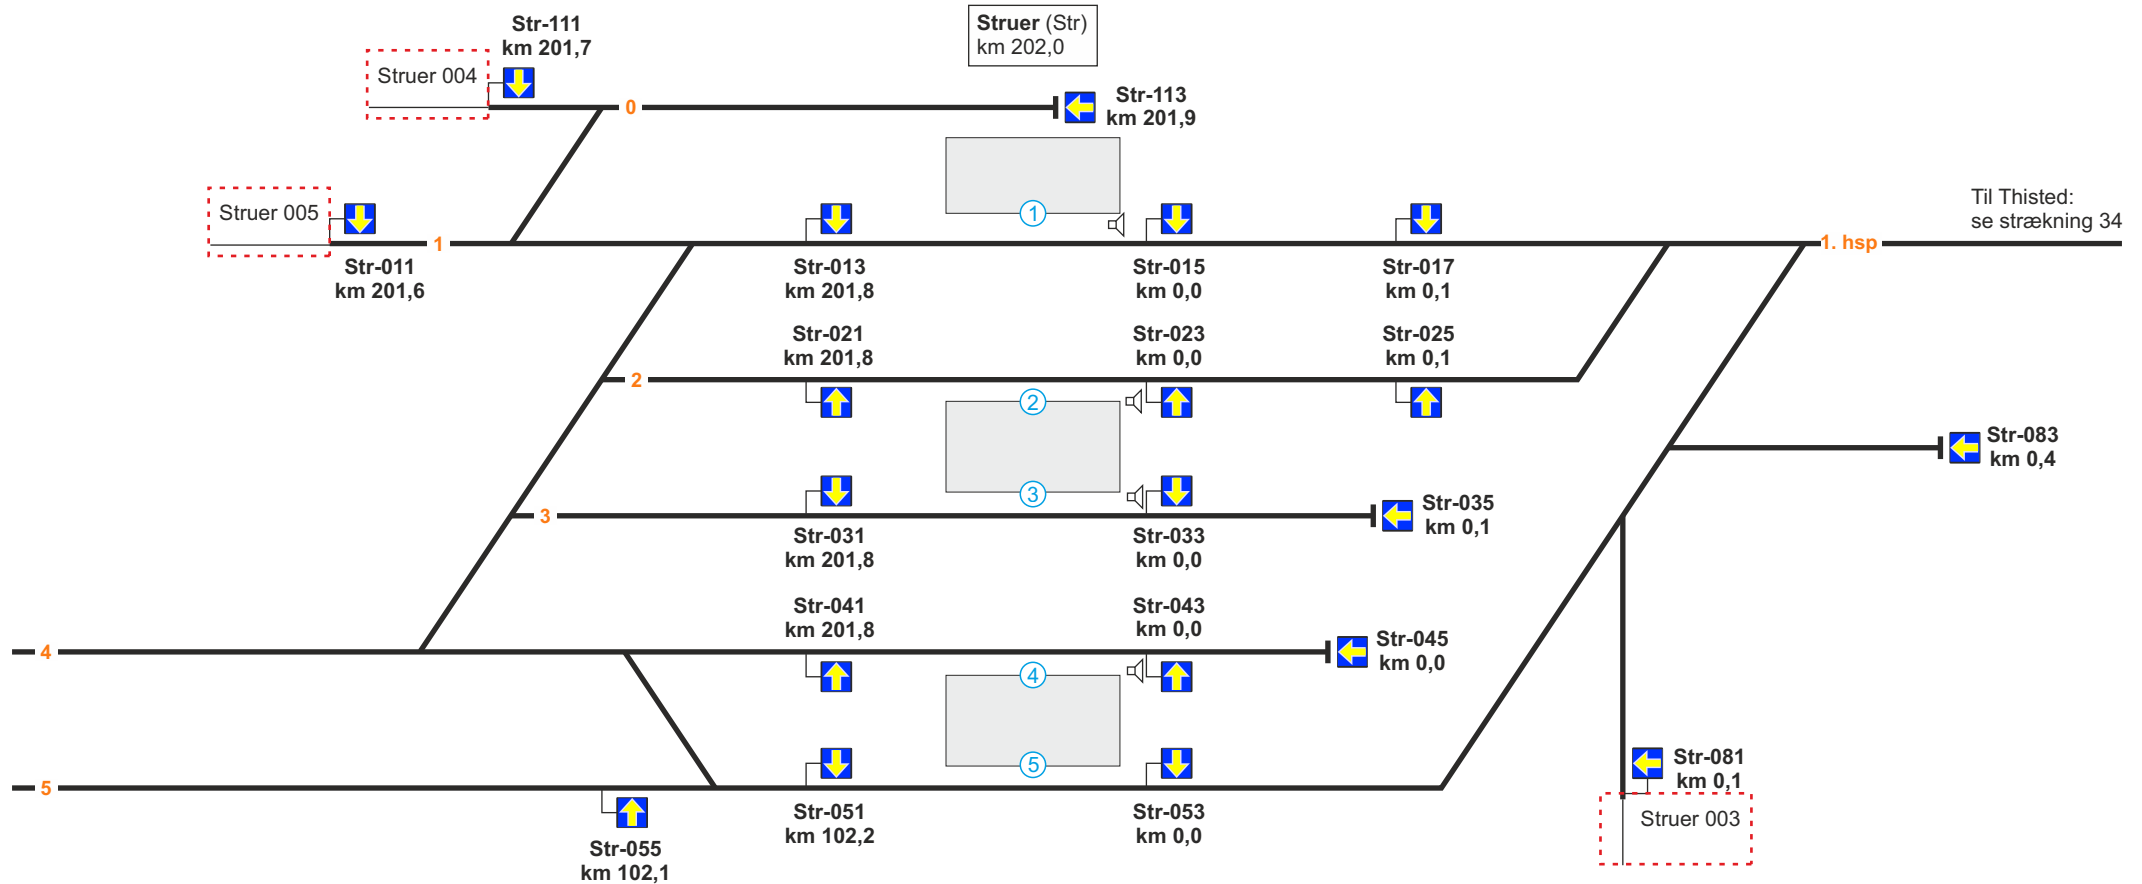 Str-111
km 201,7
Struer (Str)
km 202,0
Struer 004
0
Str-113
km 201,9
Struer 005
1
Til Thisted:
se strækning 34
1
1. hsp
Str-011
km 201,6
Str-013
km 201,8
Str-015
km 0,0
Str-017
km 0,1
Str-021
km 201,8
Str-023
km 0,0
Str-025
km 0,1
2
2
Str-083
km 0,4
3
3
Str-035
km 0,1
Str-031
km 201,8
Str-033
km 0,0
Str-041
km 201,8
Str-043
km 0,0
4
Str-045
km 0,0
4
5
Str-081
km 0,1
5
Struer 003
Str-051
km 102,2
Str-053
km 0,0
Str-055
km 102,1